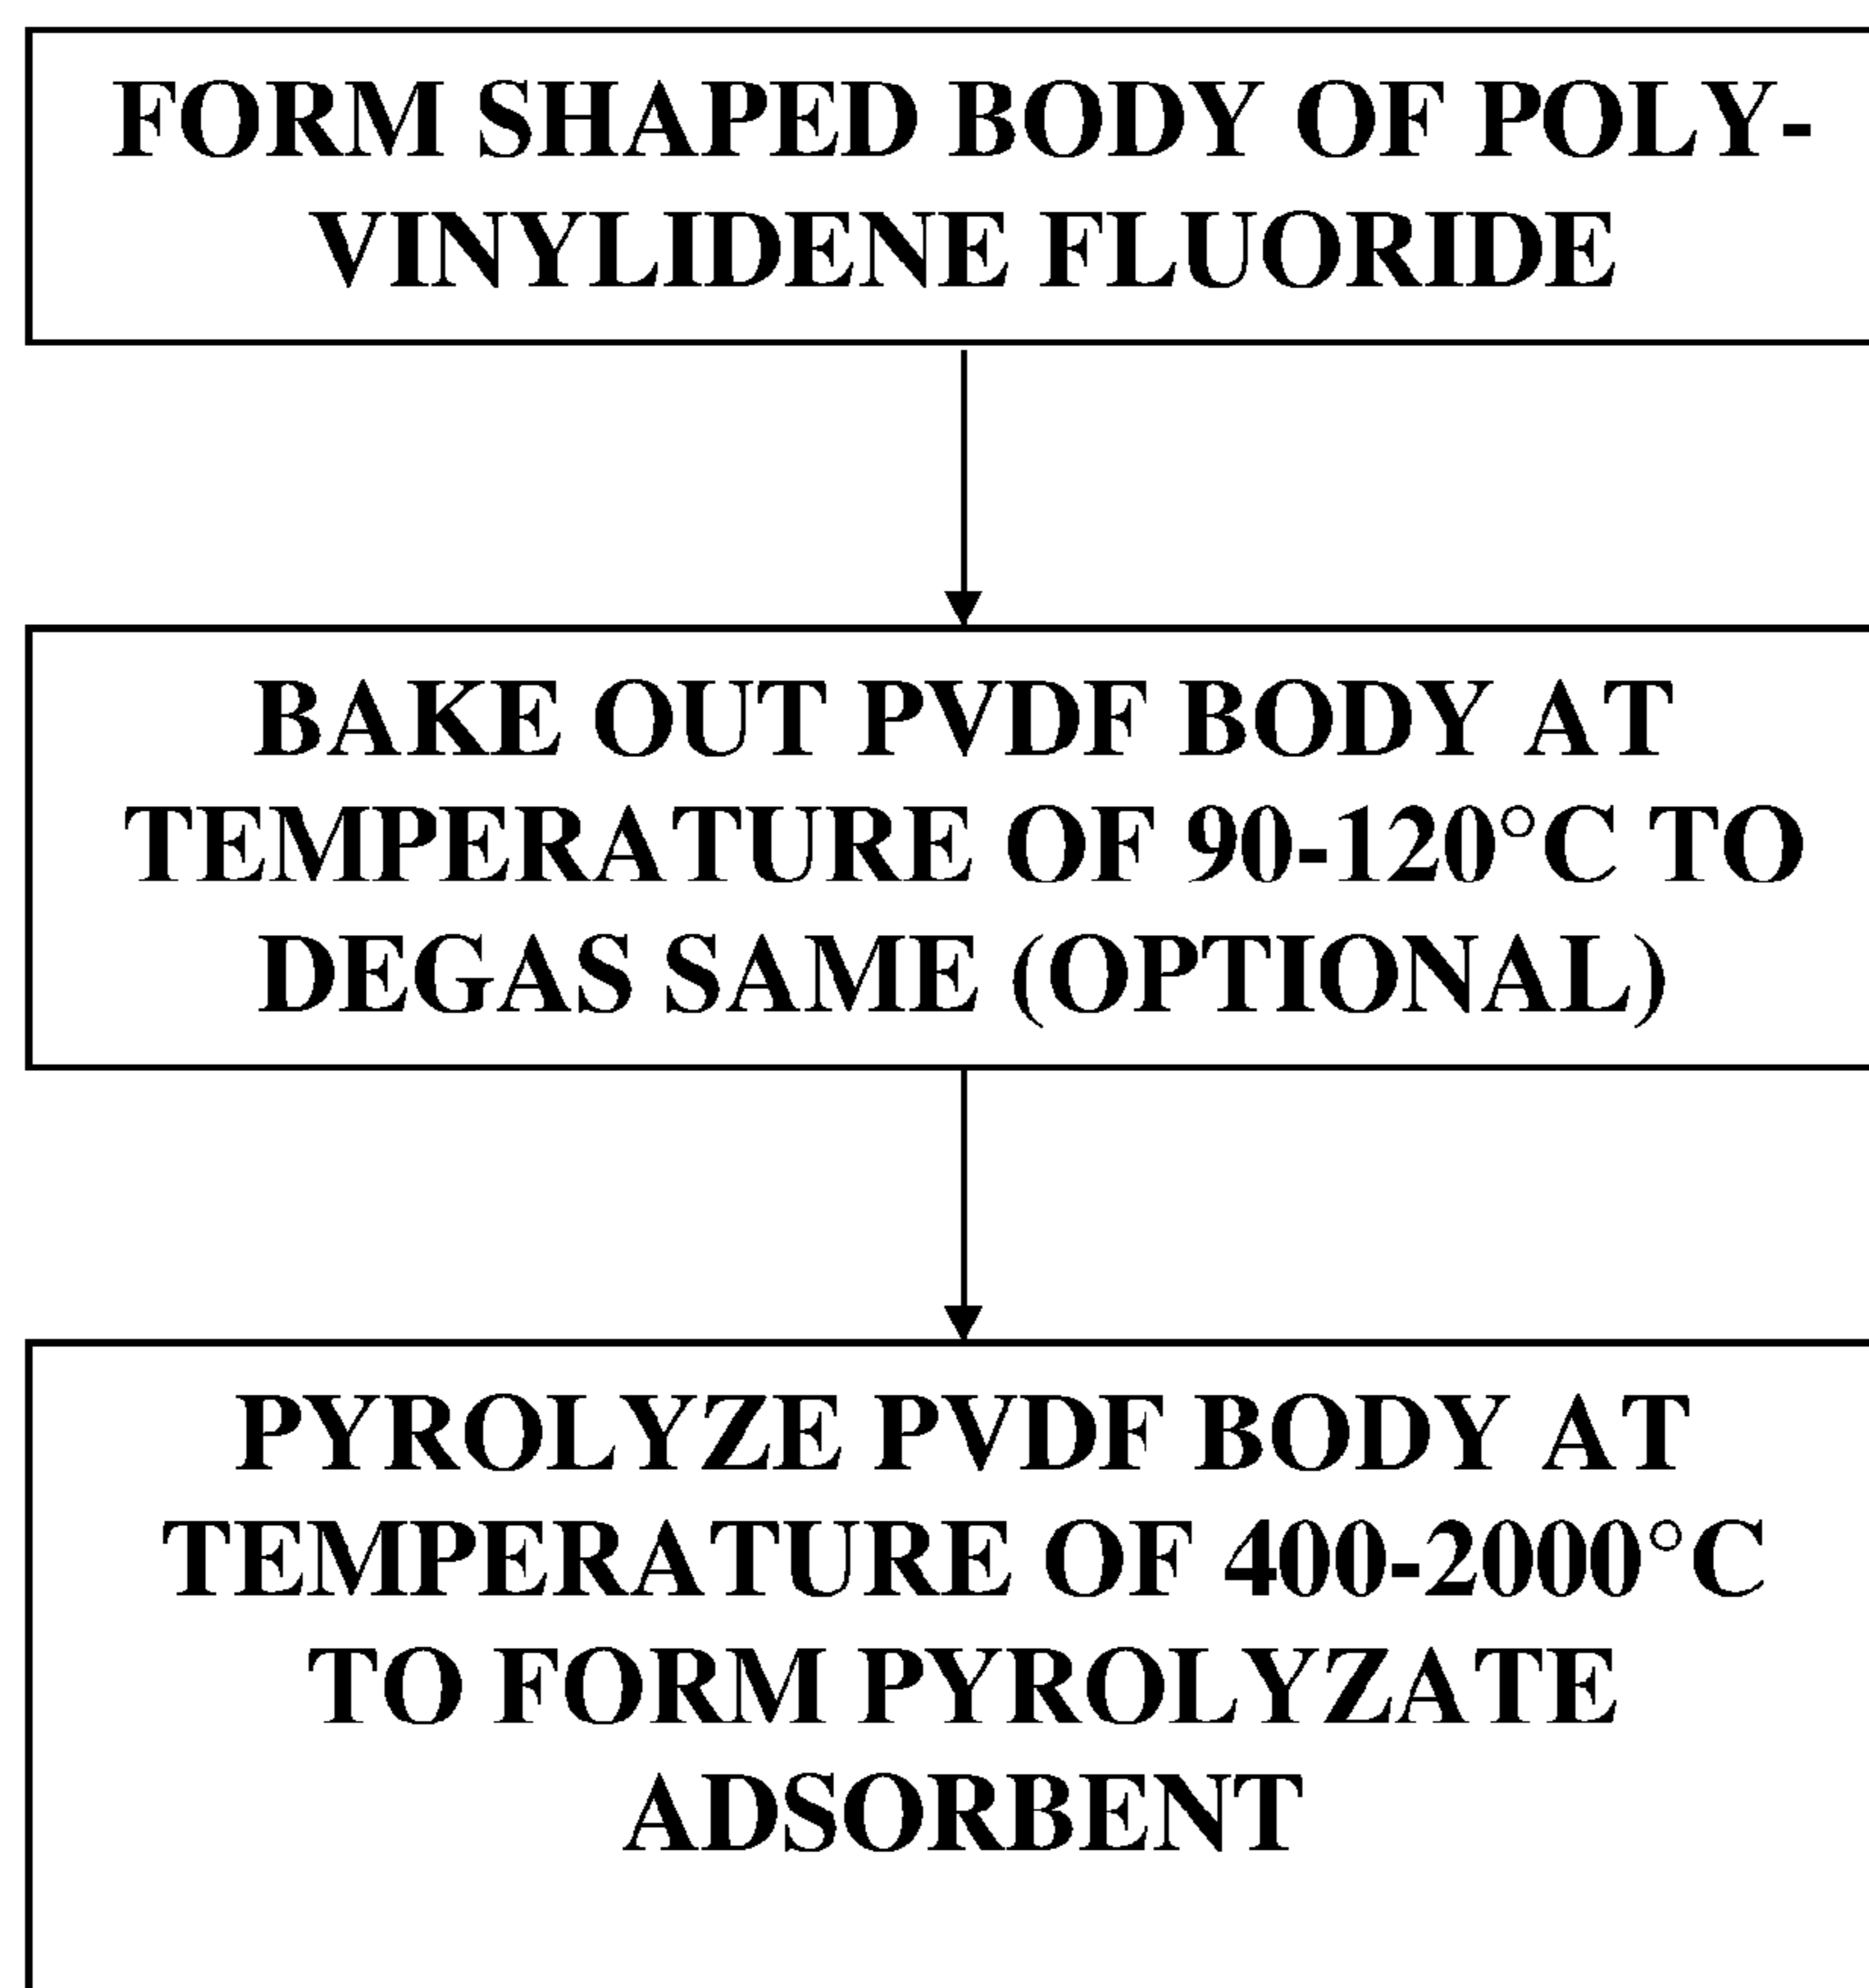 FORM SHAPED BODY OF POLY-
VINYLIDENE FLUORIDE
BAKE OUT PVDF BODY AT
TEMPERATURE OF 90-120°C TO
DEGAS SAME (OPTIONAL)
PYROLYZE PVDF BODY AT
TEMPERATURE OF 400-2000°C
TO FORM PYROLYZATE
ADSORBENT